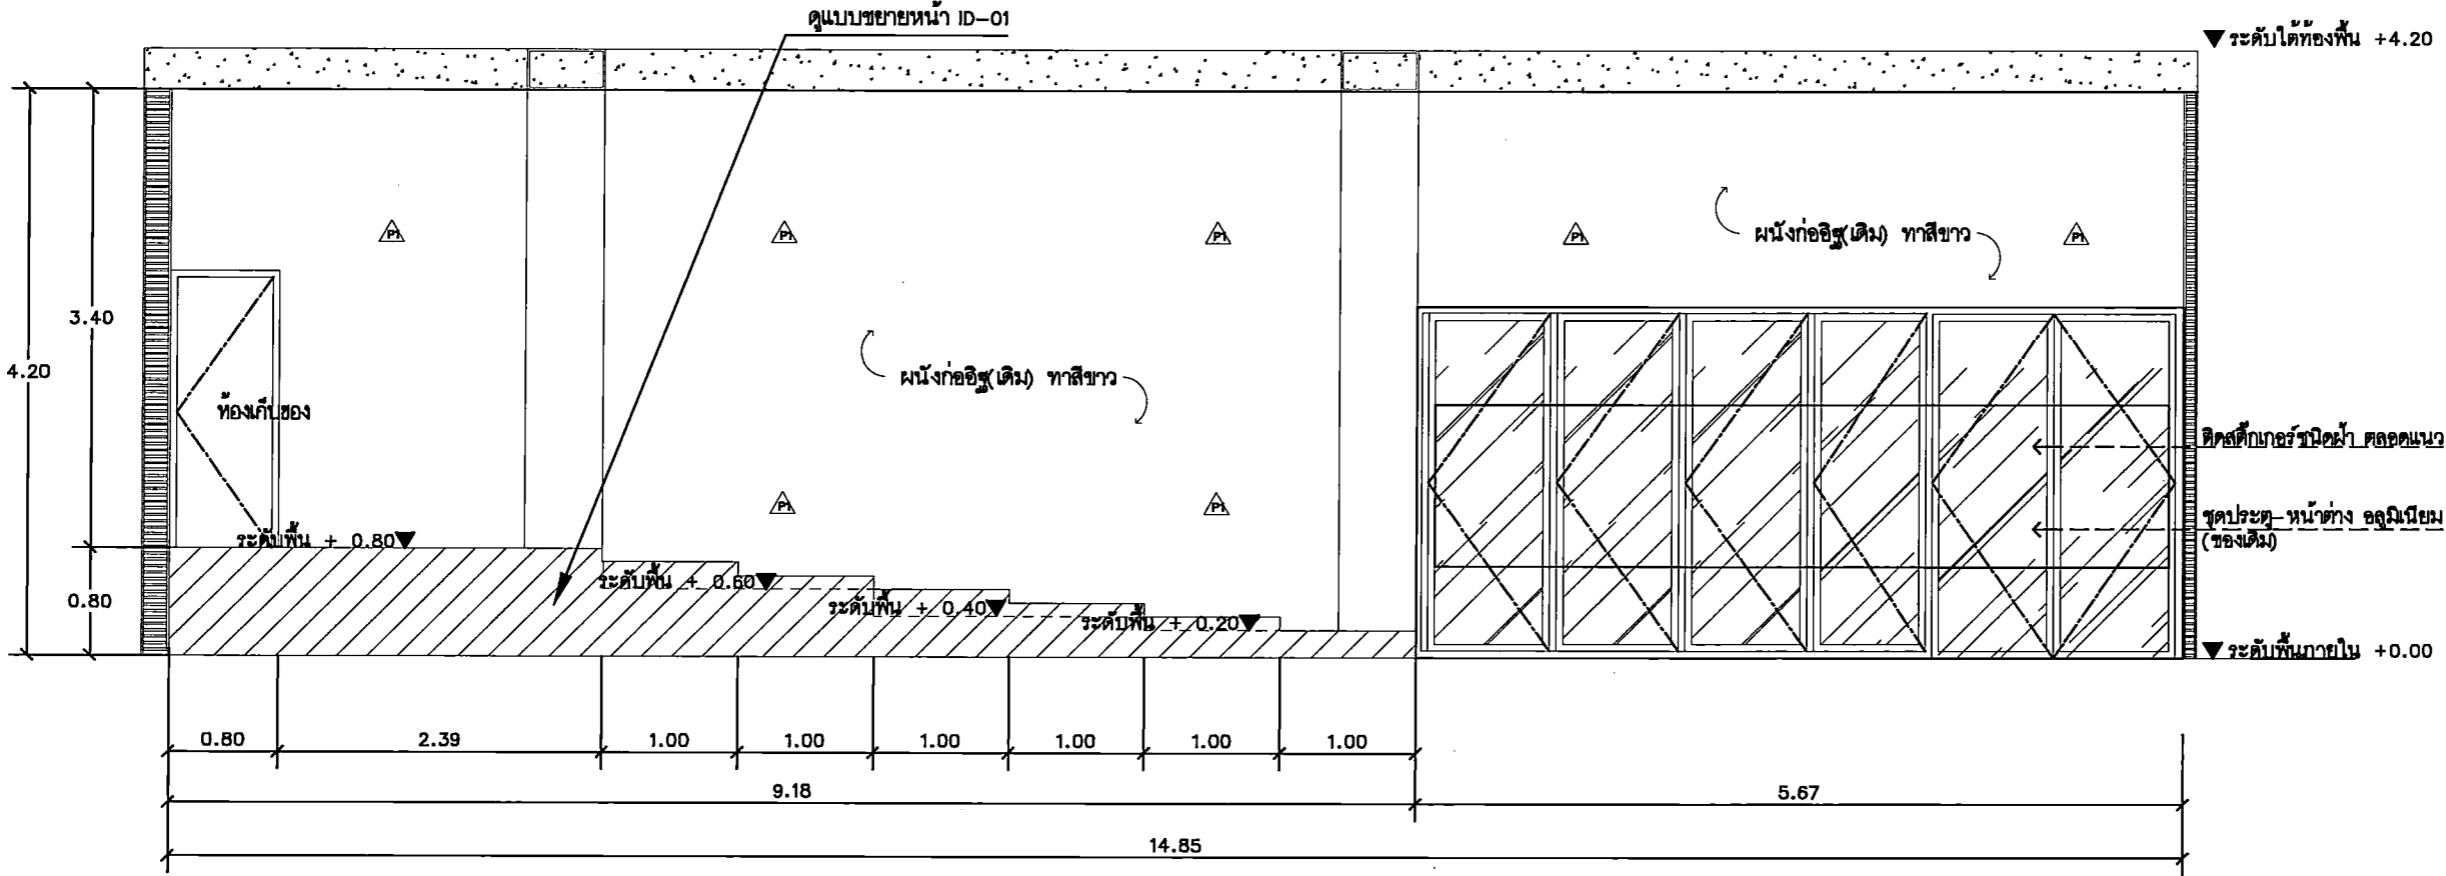 ดูแบบขยายหน้า ID-01
ระดับใต้ท้องพื้น +4.20
P1
P1
P1
P1
P1
ผนังก่ออิฐ(เดิม) ทาสีขาว
3.40
4.20
ผนังก่ออิฐ(เดิม) ทาสีขาว
ห้องเก็บของ
ติดสติ๊กเกอร์ชนิดฝ้า ตลอดแนว
P1
P1
ชุดประตู-หน้าต่าง อลูมิเนียม
(ของเดิม)
ระดับพื้น + 0.80
ระดับพื้น + 0.60
0.80
ระดับพื้น + 0.40
ระดับพื้น + 0.20
ระดับพื้นภายใน +0.00
0.80
2.39
1.00
1.00
1.00
1.00
1.00
1.00
9.18
5.67
14.85